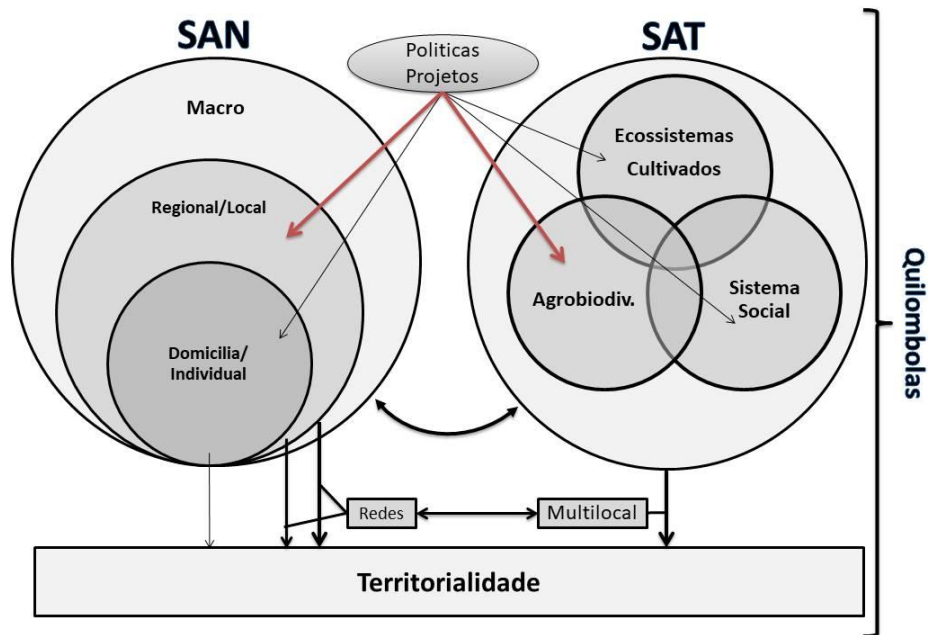 SAN
SAT
Politicas
Projetos
Macro
Ecossistemas
Cultivados
Regional/Local
Agrobiodiv.
Sistema
Social
Domicilia/
Individual
Quilombolas
Redes
Multilocal
Territorialidade